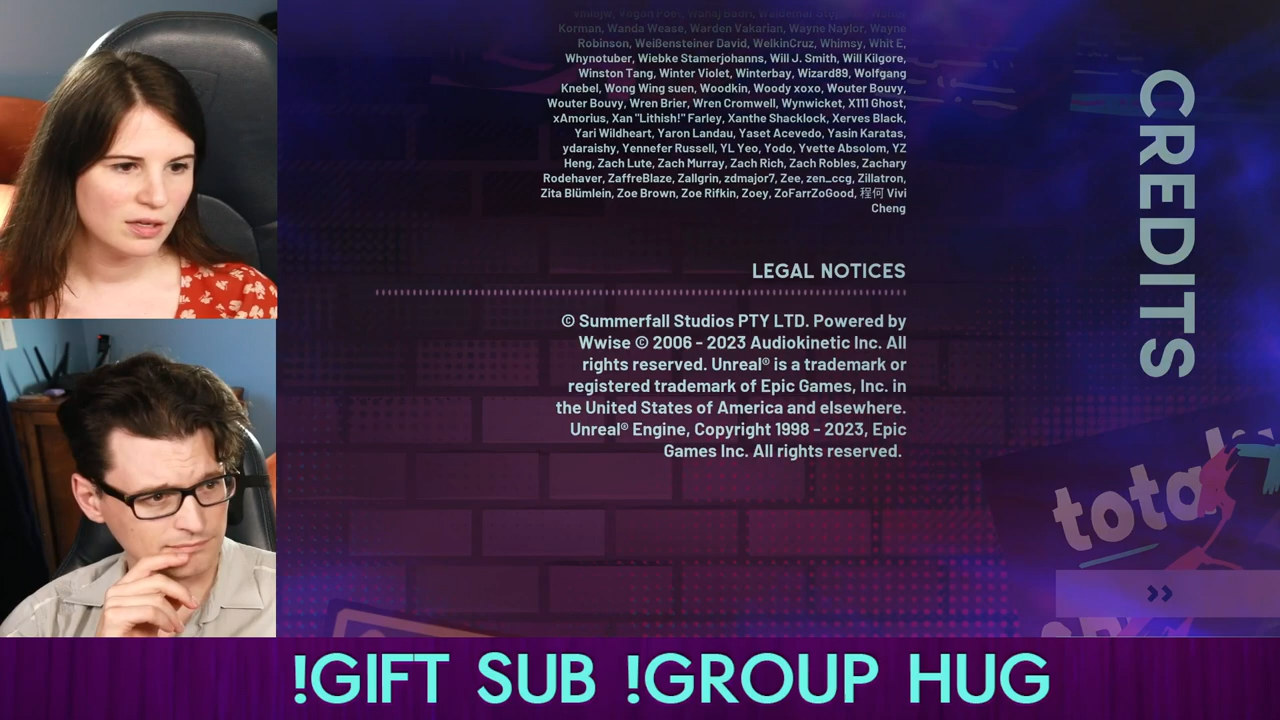 Korman, Wanda Wease, Warden Vakarian, Wayne Naylor, Wayne
Robinson, Weißensteiner David, WelkinCruz, Whimsy, Whit E,
Whynotuber, Wiebke Stamerjohanns, Will J. Smith, Will Kilgore,
Winston Tang, Winter Violet, Winterbay, Wizard89, Wolfgang
Knebel, Wong Wing suen, Woodkin, Woody xoxo, Wouter Bouvy,
Wouter Bouvy, Wren Brier, Wren Cromwell, Wynwicket, X111 Ghost,
xAmorius, Xan "Lithish!" Farley, Xanthe Shacklock, Xerves Black,
Yari Wildheart, Yaron Landau, Yaset Acevedo, Yasin Karatas,
ydaraishy, Yennefer Russell, YL Yeo, Yodo, Yvette Absolom, YZ
Heng, Zach Lute, Zach Murray, Zach Rich, Zach Robles, Zachary
Rodehaver, ZaffreBlaze, Zallgrin, zdmajor7, Zee, zen_ccg, Zillatron,
Zita Blümlein, Zoe Brown, Zoe Rifkin, Zoey, ZoFarrZoGood, 程何 Vivi
Cheng
LEGAL NOTICES
© Summerfall Studios PTY LTD. Powered by
Wwise © 2006 - 2023 Audiokinetic Inc. All
rights reserved. Unreal® is a trademark or
registered trademark of Epic Games, Inc. in
the United States of America and elsewhere.
Unreal® Engine, Copyright 1998 - 2023, Epic
Games Inc. All rights reserved.
CREDITS
!GIFT SUB !GROUP HUG